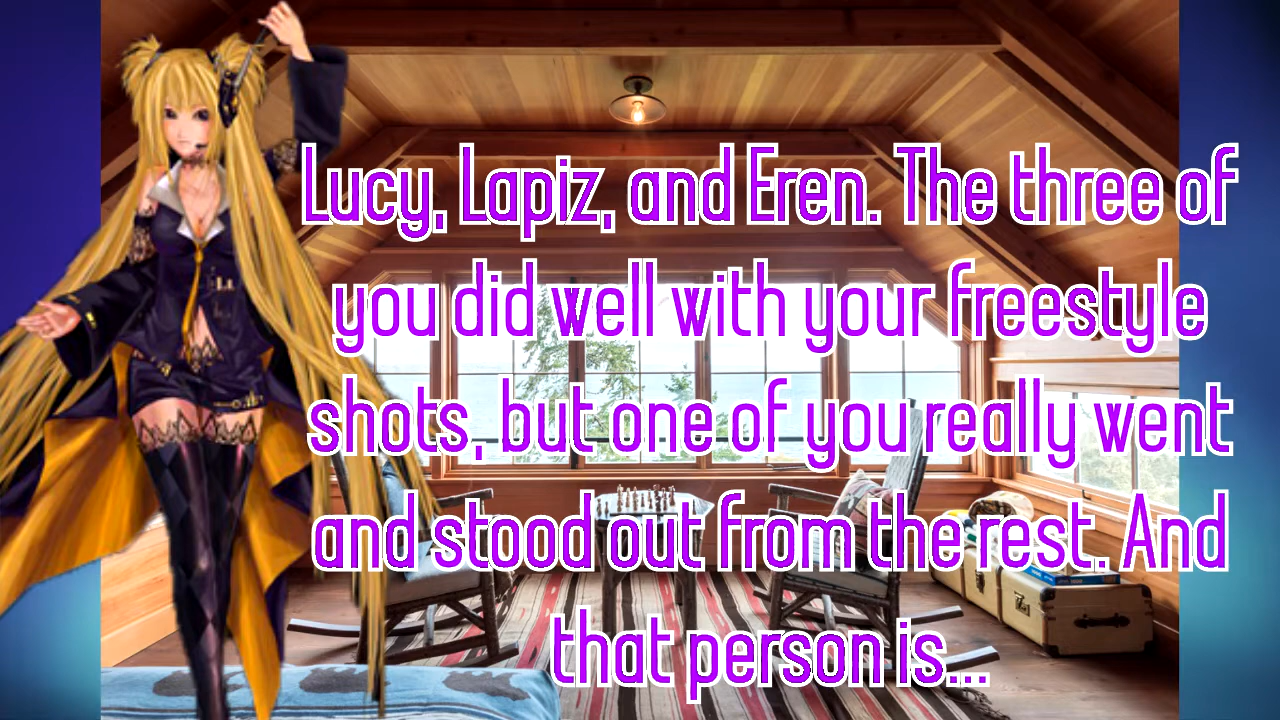 Lucy, Lapiz, and Eren. The three of
you did well with your freestyle
shots, but one of you really went
and stood out from the rest. And
that person is...